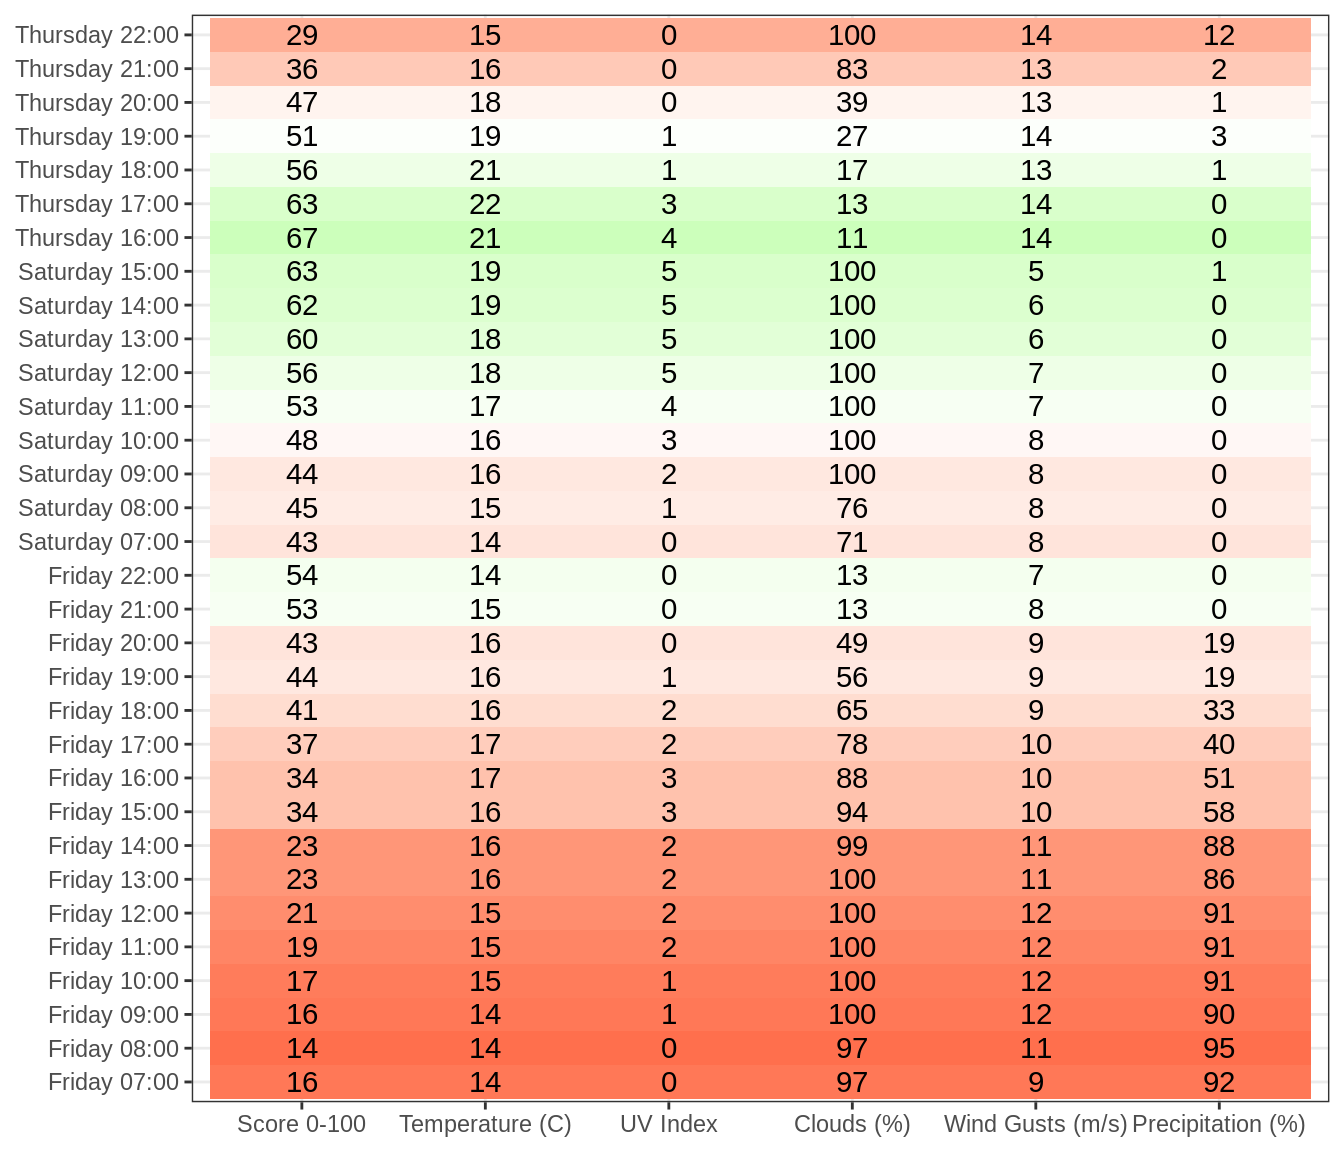 Thursday 22:00 29 15 0 100 14 12
Thursday 21:00 36 16 0 83 13 2
Thursday 20:00 47 18 0 39 13 1
Thursday 19:00 51 19 1 27 14 3
Thursday 18:00 56 21 1 17 13 1
Thursday 17:00 63 22 3 13 14 0
Thursday 16:00 67 21 4 11 14 0
Saturday 15:00 63 19 5 100 5 1
Saturday 14:00 62 19 5 100 6 0
Saturday 13:00 60 18 5 100 6 0
Saturday 12:00 56 18 5 100 7 0
Saturday 11:00 53 17 4 100 7 0
Saturday 10:00 48 16 3 100 8 0
Saturday 09:00 44 16 2 100 8 0
Saturday 08:00 45 15 1 76 8 0
Saturday 07:00 43 14 0 71 8 0
Friday 22:00 54 14 0 13 7 0
Friday 21:00 53 15 0 13 8 0
Friday 20:00 43 16 0 49 9 19
Friday 19:00 44 16 1 56 9 19
Friday 18:00 41 16 2 65 9 33
Friday 17:00 37 17 2 78 10 40
Friday 16:00 34 17 3 88 10 51
Friday 15:00 34 16 3 94 10 58
Friday 14:00 23 16 2 99 11 88
Friday 13:00 23 16 2 100 11 86
Friday 12:00 21 15 2 100 12 91
Friday 11:00 19 15 2 100 12 91
Friday 10:00 17 15 1 100 12 91
Friday 09:00 16 14 1 100 12 90
Friday 08:00 14 14 0 97 11 95
Friday 07:00 16 14 0 97 9 92
Score 0-100 Temperature (C) UV Index Clouds (%) Wind Gusts (m/s) Precipitation (%)